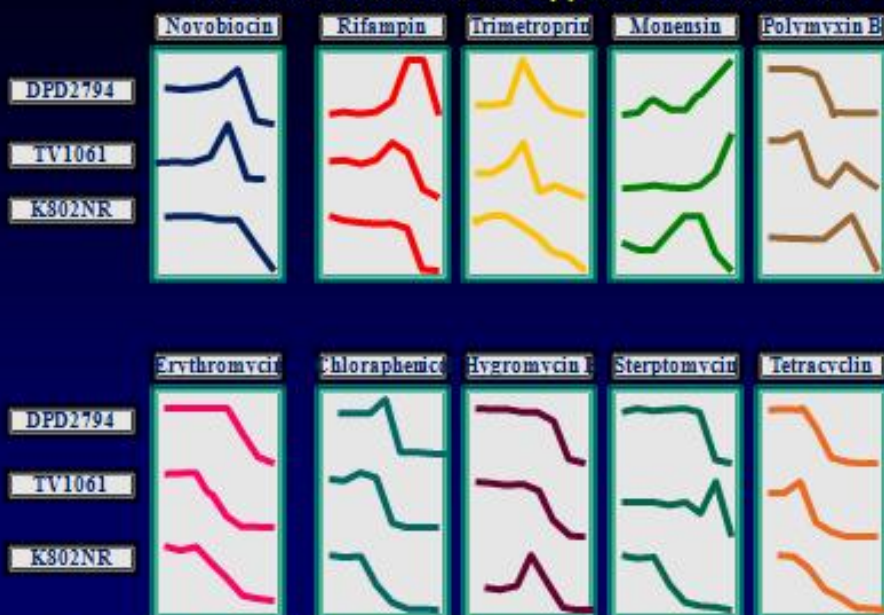 Novobiocin Rifampin Trimetroprin Monensin Polymyxin B
DPD2794
TV1061
K802NR
Erythromycin Chloraphenico Hygromycin Sterptomycin Tetracyclin
DPD2794
TV1061
K802NR